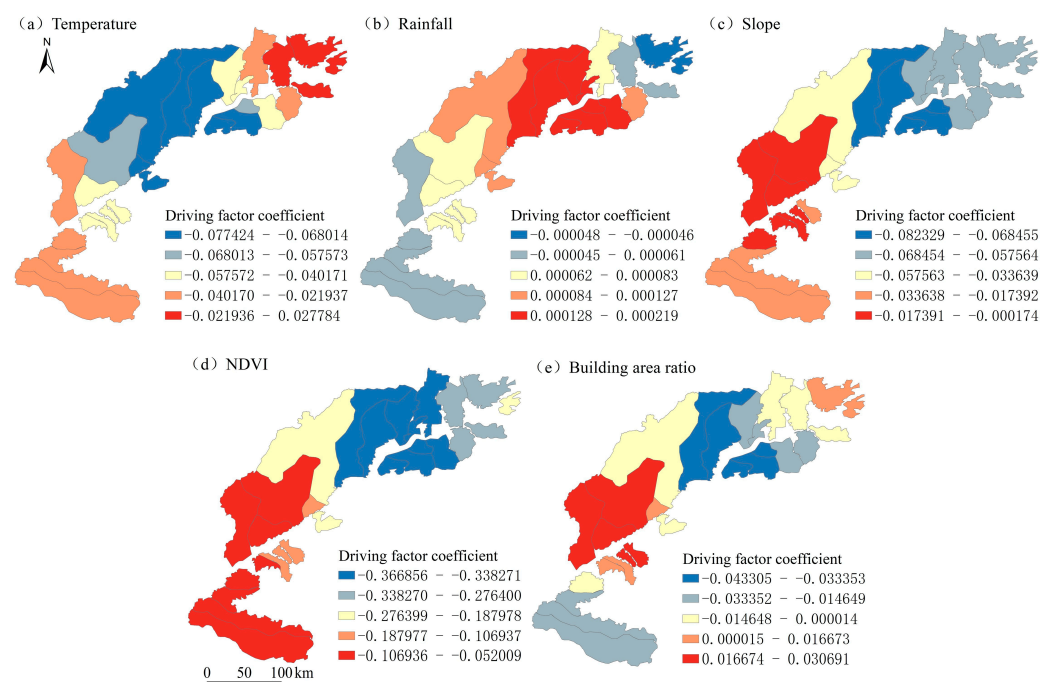 （a）Temperature
N
Driving factor coefficient
-0.077424 - -0.068014
-0.068013 - -0.057573
-0.057572 - -0.040171
-0.040170 - -0.021937
-0.021936 - 0.027784
（b）Rainfall
Driving factor coefficient
-0.000048 - -0.000046
-0.000045 - 0.000061
0.000062 - 0.000083
0.000084 - 0.000127
0.000128 - 0.000219
（c）Slope
Driving factor coefficient
-0.082329 - -0.068455
-0.068454 - -0.057564
-0.057563 - -0.033639
-0.033638 - -0.017392
-0.017391 - -0.000174
（d）NDVI
Driving factor coefficient
-0.366856 - -0.338271
-0.338270 - -0.276400
-0.276399 - -0.187978
-0.187977 - -0.106937
-0.106936 - -0.052009
0 50 100 km
（e）Building area ratio
Driving factor coefficient
-0.043305 - -0.033353
-0.033352 - -0.014649
-0.014648 - 0.000014
0.000015 - 0.016673
0.016674 - 0.030691